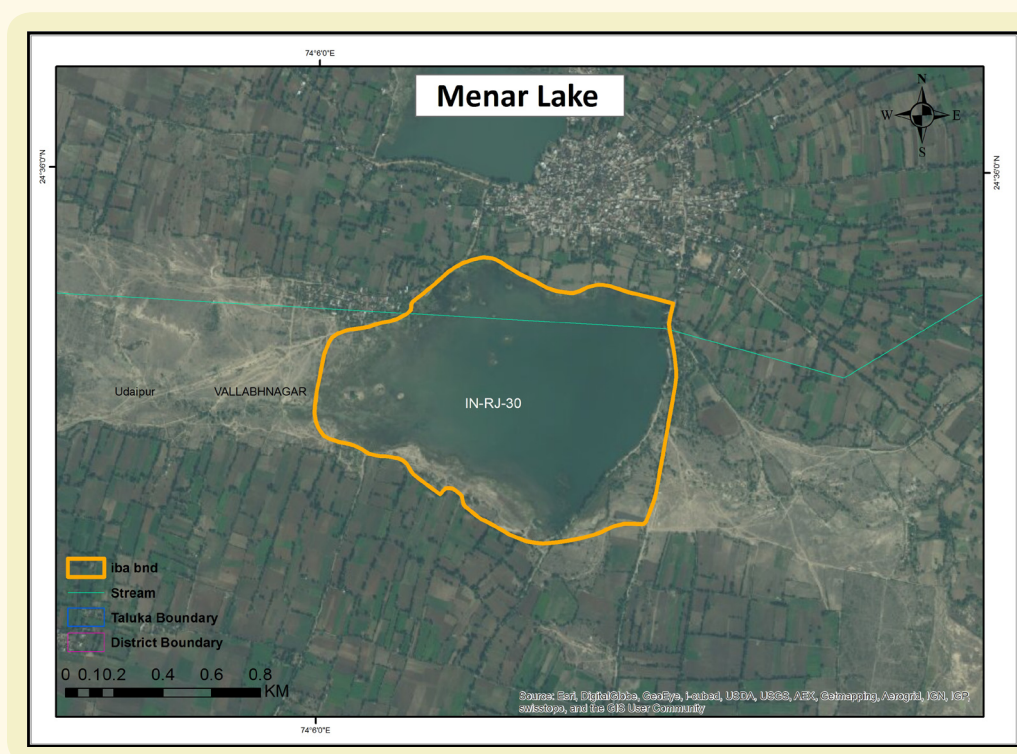 74°6'0"E
Menar Lake
N
W E
S
24°36'0"N
24°36'0"N
Udaipur VALLABHNAGAR
IN-RJ-30
iba bnd
Stream
Taluka Boundary
District Boundary
0 0.10.2 0.4 0.6 0.8
KM
Source: Esri, DigitalGlobe, GeoEye, i-cubed, USDA, USGS, AEX, Getmapping, Aerogrid, IGN, IGP,
swisstopo, and the GIS User Community
74°6'0"E